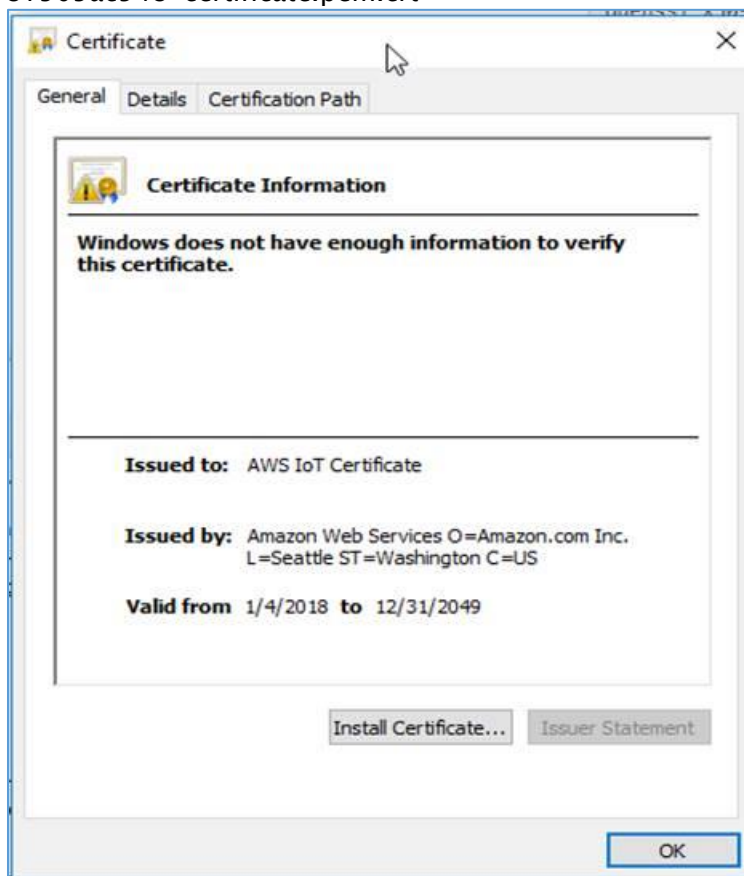 Certificate
General Details Certification Path
Certificate Information
Windows does not have enough information to verify
this certificate.
Issued to: AWS IoT Certificate
Issued by: Amazon Web Services O=Amazon.com Inc.
L=Seattle ST=Washington C=US
Valid from 1/4/2018 to 12/31/2049
Install Certificate... Issuer Statement
OK